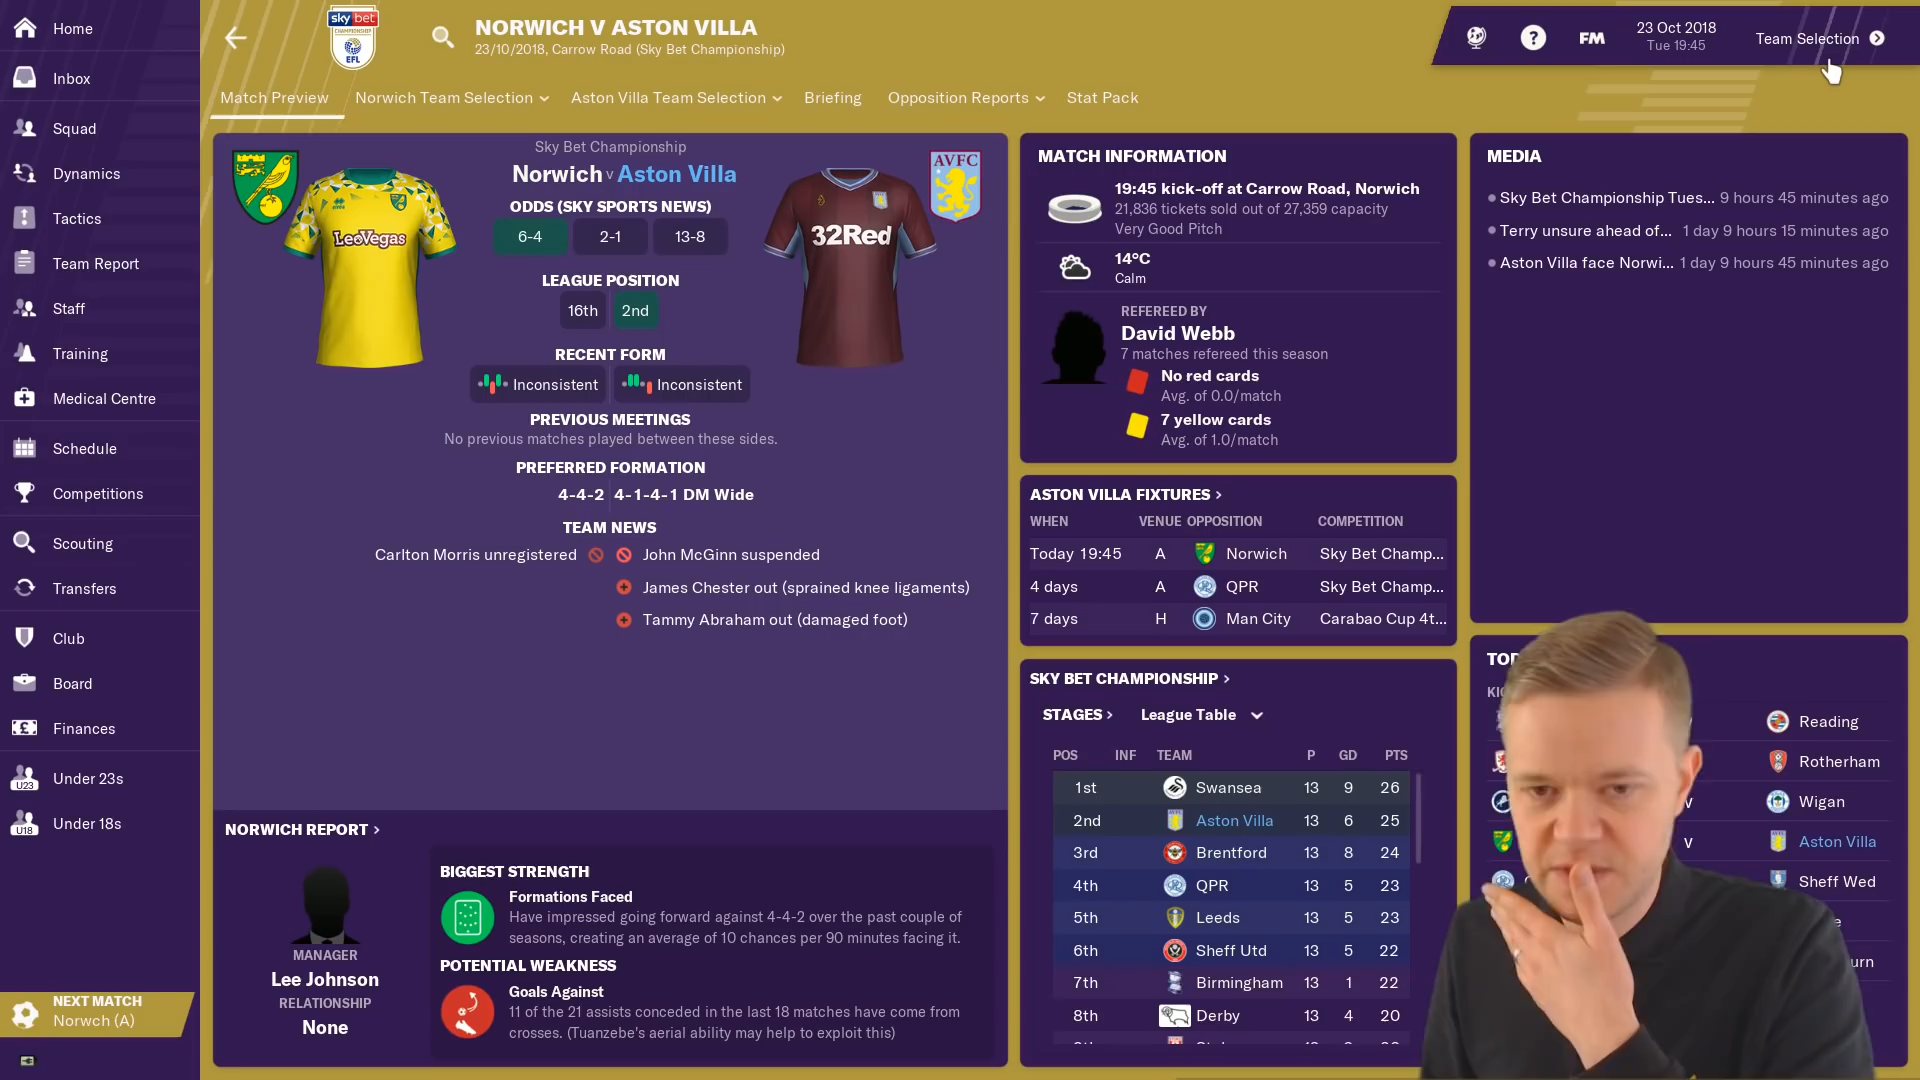 Home
Inbox
Squad
Dynamics
Tactics
Team Report
Staff
Training
Medical Centre
Schedule
Competitions
Scouting
Transfers
Club
Board
Finances
U23
Under 23s
U18
Under 18s
NEXT MATCH
Norwch (A)
sky bet
CHAMPIONSHIP
EFL
NORWICH V ASTON VILLA
23/10/2018, Carrow Road (Sky Bet Championship)
FM
23 Oct 2018
Tue 19:45
Team Selection
Match Preview
Norwich Team Selection
Aston Villa Team Selection
Briefing
Opposition Reports
Stat Pack
Sky Bet Championship
Norwich v Aston Villa
LeoVegas
32Red
AVFC
ODDS (SKY SPORTS NEWS)
6-4 2-1 13-8
LEAGUE POSITION
16th 2nd
RECENT FORM
Inconsistent Inconsistent
PREVIOUS MEETINGS
No previous matches played between these sides.
PREFERRED FORMATION
4-4-2 4-1-4-1 DM Wide
TEAM NEWS
Carlton Morris unregistered John McGinn suspended
James Chester out (sprained knee ligaments)
Tammy Abraham out (damaged foot)
NORWICH REPORT
MANAGER
Lee Johnson
RELATIONSHIP
None
BIGGEST STRENGTH
Formations Faced
Have impressed going forward against 4-4-2 over the past couple of
seasons, creating an average of 10 chances per 90 minutes facing it.
POTENTIAL WEAKNESS
Goals Against
11 of the 21 assists conceded in the last 18 matches have come from
crosses. (Tuanzebe's aerial ability may help to exploit this)
MATCH INFORMATION
19:45 kick-off at Carrow Road, Norwich
21,836 tickets sold out of 27,359 capacity
Very Good Pitch
14°C
Calm
REFEREED BY
David Webb
7 matches refereed this season
No red cards
Avg. of 0.0/match
7 yellow cards
Avg. of 1.0/match
ASTON VILLA FIXTURES
WHEN VENUE OPPOSITION COMPETITION
Today 19:45 A Norwich Sky Bet Champ...
4 days A QPR Sky Bet Champ...
7 days H Man City Carabao Cup 4t...
SKY BET CHAMPIONSHIP
STAGES League Table
POS INF TEAM P GD PTS
1st Swansea 13 9 26
2nd Aston Villa 13 6 25
3rd Brentford 13 8 24
4th QPR 13 5 23
5th Leeds 13 5 23
6th Sheff Utd 13 5 22
7th Birmingham 13 1 22
8th Derby 13 4 20
MEDIA
Sky Bet Championship Tues... 9 hours 45 minutes ago
Terry unsure ahead of... 1 day 9 hours 15 minutes ago
Aston Villa face Norwi... 1 day 9 hours 45 minutes ago
Reading
Rotherham
v Wigan
v Aston Villa
Sheff Wed